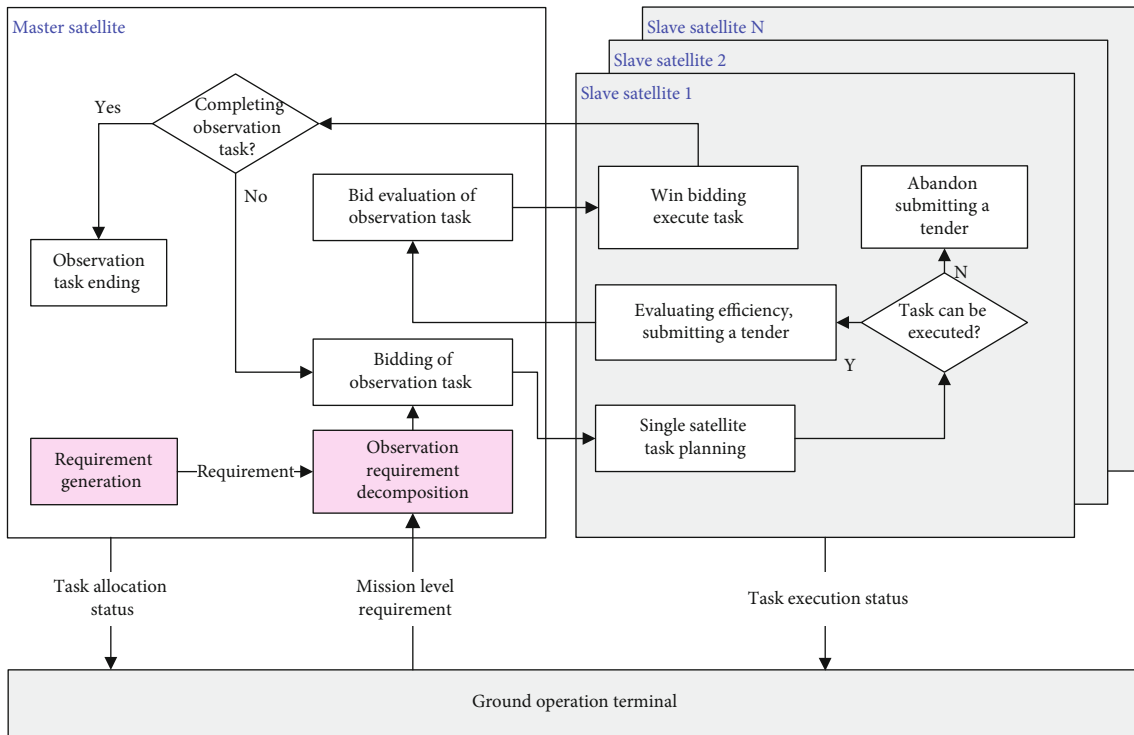 Master satellite
Slave satellite N
Slave satellite 2
Slave satellite 1
Yes
Completing
observation
task?
No
Bid evaluation of
observation task
Win bidding
execute task
Abandon
submitting a
tender
Observation
task ending
N
Evaluating efficiency,
submitting a tender
Task can be
executed?
Y
Bidding of
observation task
Single satellite
task planning
Requirement
generation
Requirement
Observation
requirement
decomposition
Task allocation
status
Mission level
requirement
Task execution status
Ground operation terminal